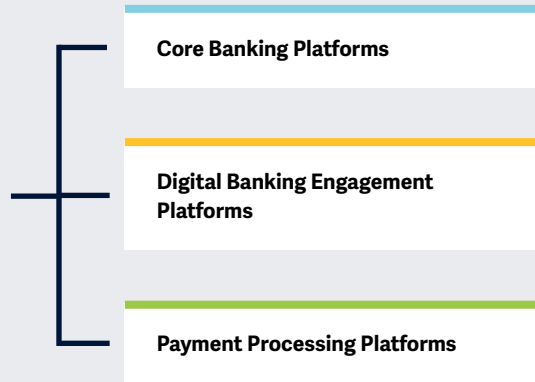 Core Banking Platforms
Digital Banking Engagement
Platforms
Payment Processing Platforms